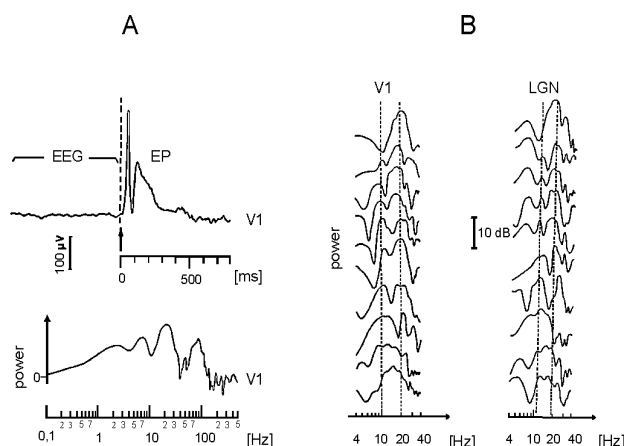 A
B
EEG
EP
V1
100 µV
0
500
[ms]
power
0
V1
2 3 5 7 2 3 5 7 2 3 5 7 2 3 5
0,1 1 10 100 [Hz]
V1
LGN
power
10 dB
4 10 20 40
[Hz]
4 10 20 40
[Hz]